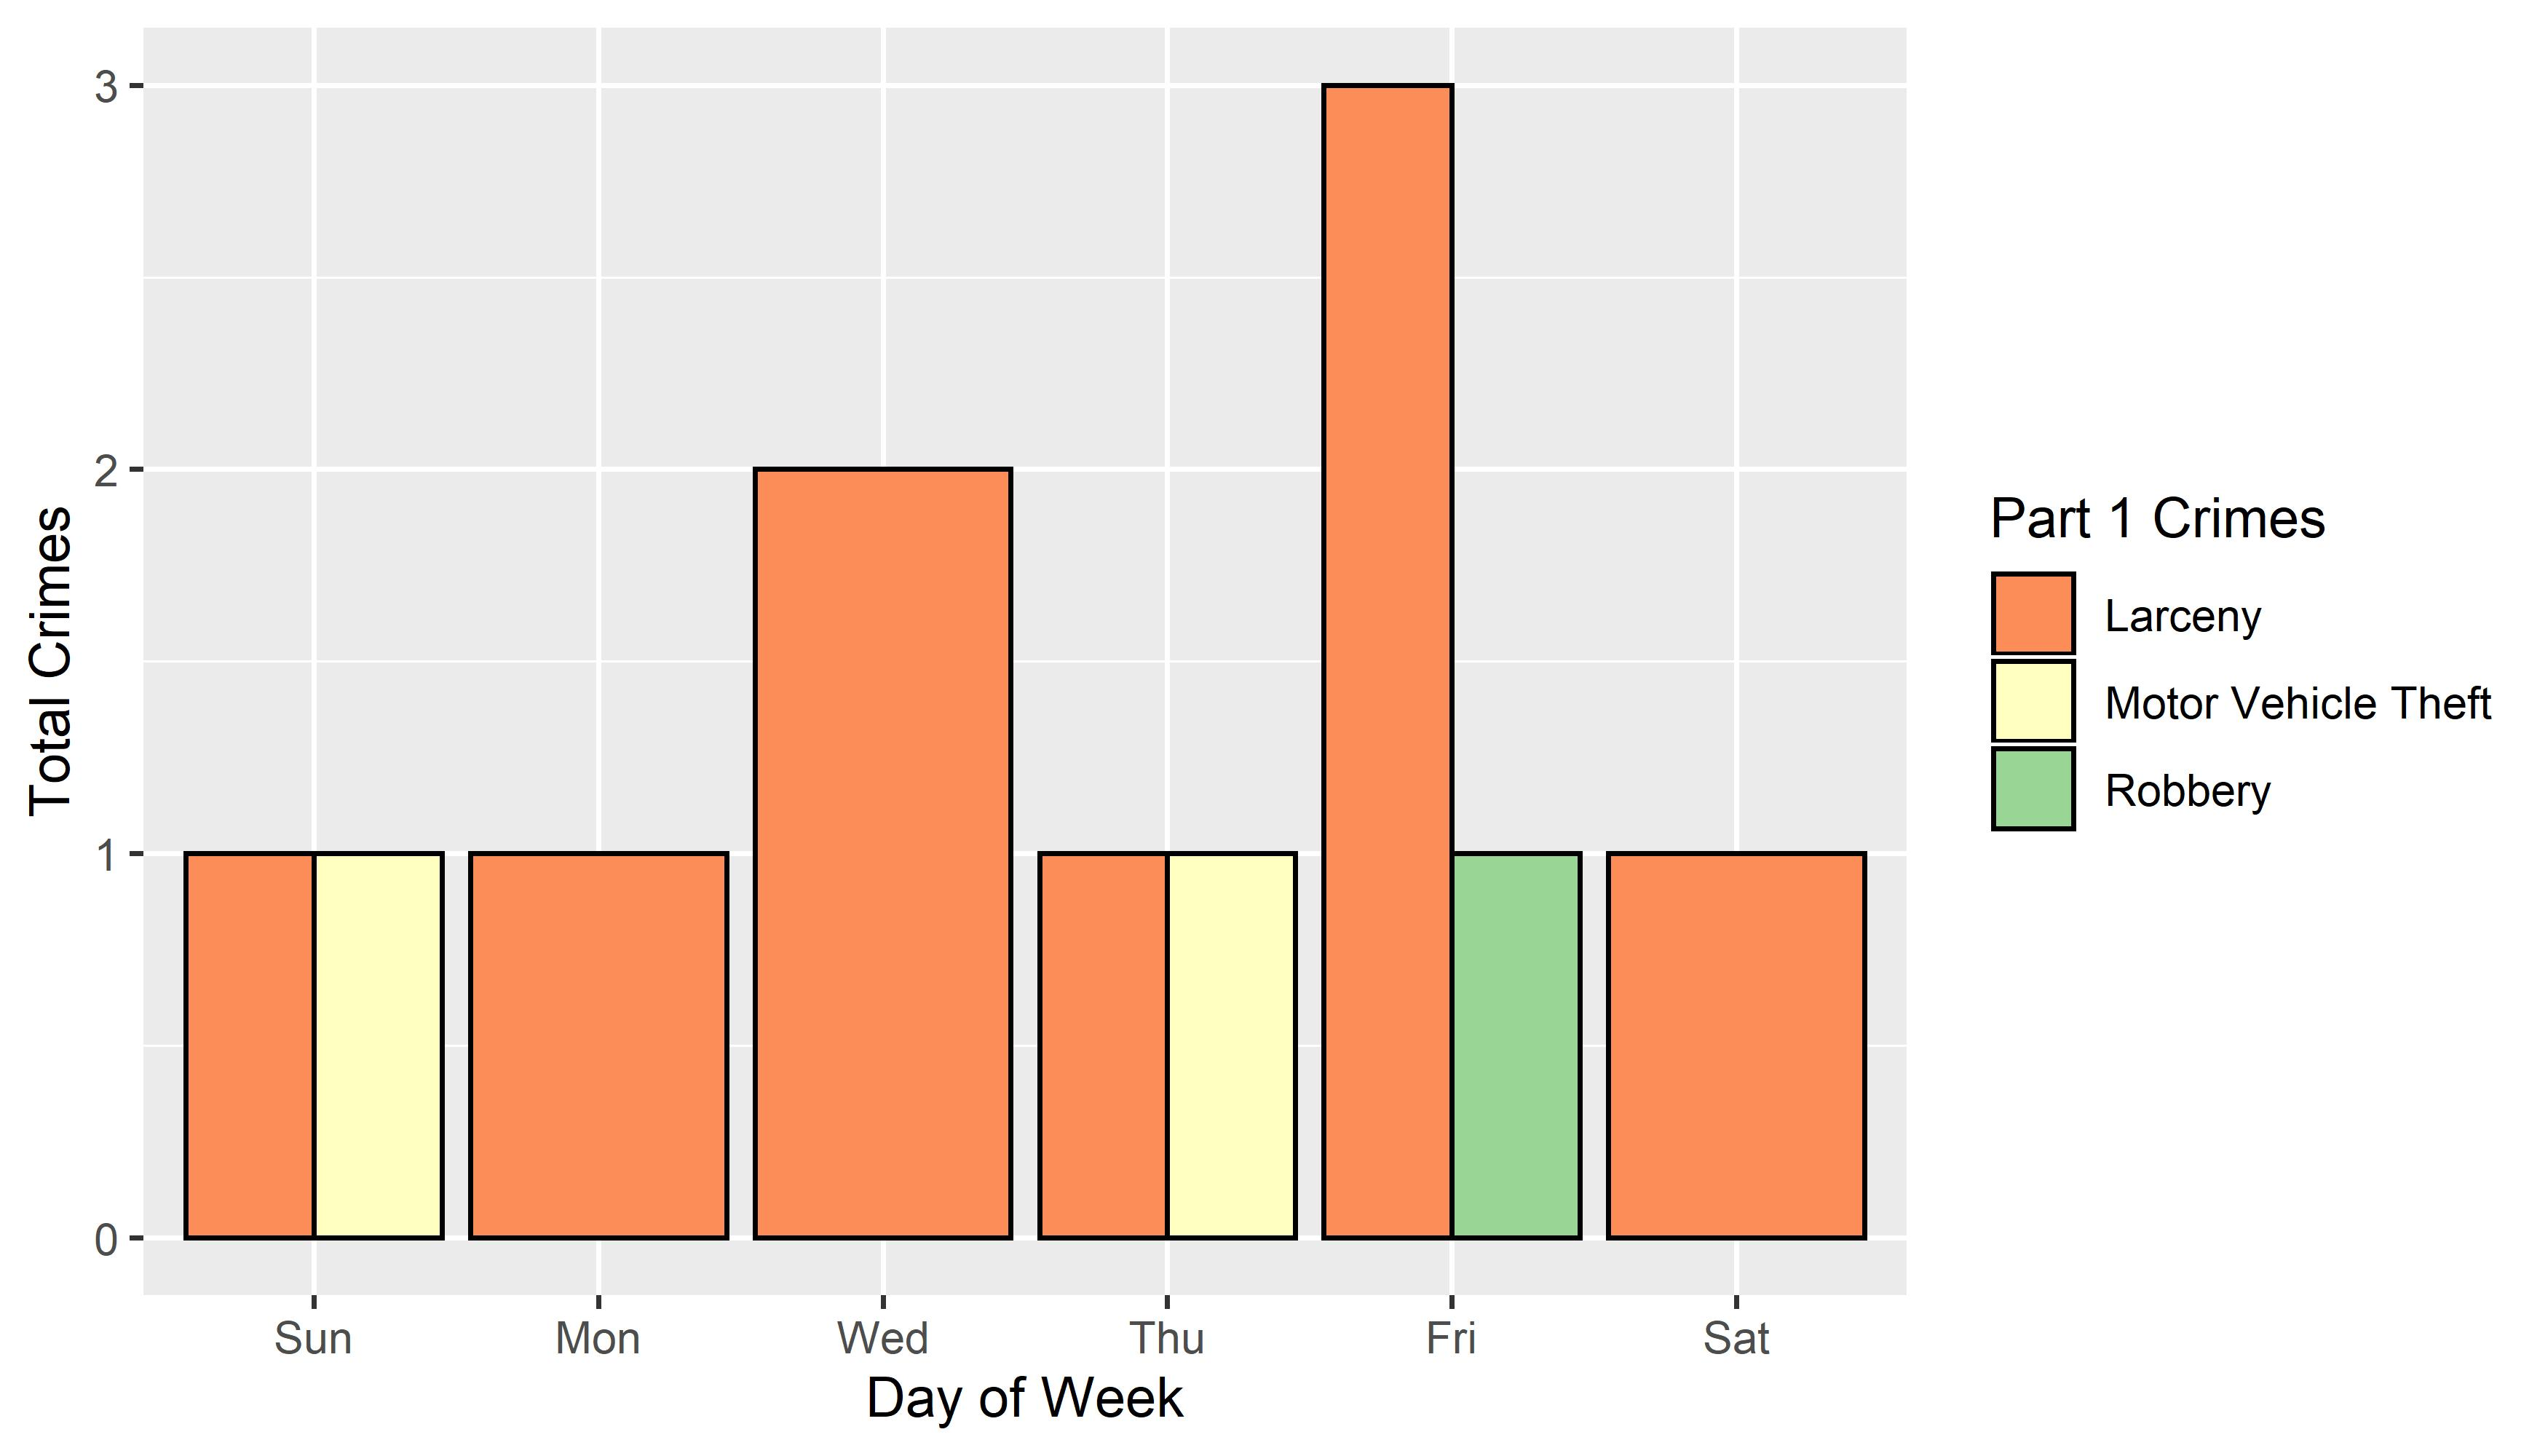 3
2
1
0
Total Crimes
Sun Mon Wed Thu Fri Sat
Day of Week
Part 1 Crimes
Larceny
Motor Vehicle Theft
Robbery